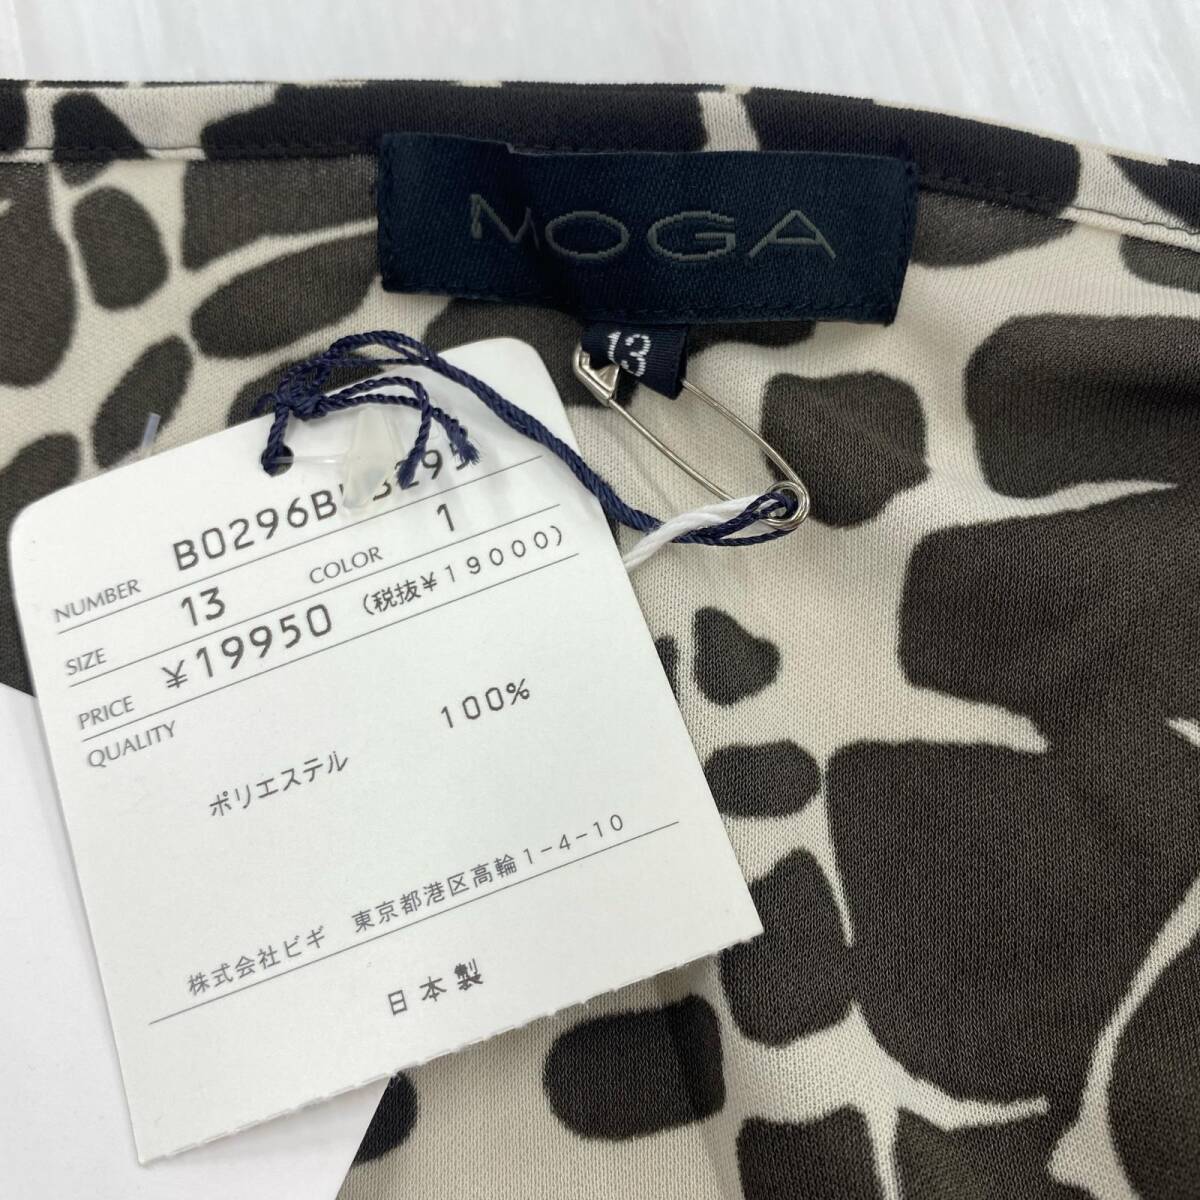 MOGA
13
NUMBER
SIZE 13 COLOR 1
PRICE ¥19950 (税抜¥19000)
QUALITY
ポリエステル 100%
株式会社ビギ 東京都港区高輪1-4-10
日本製